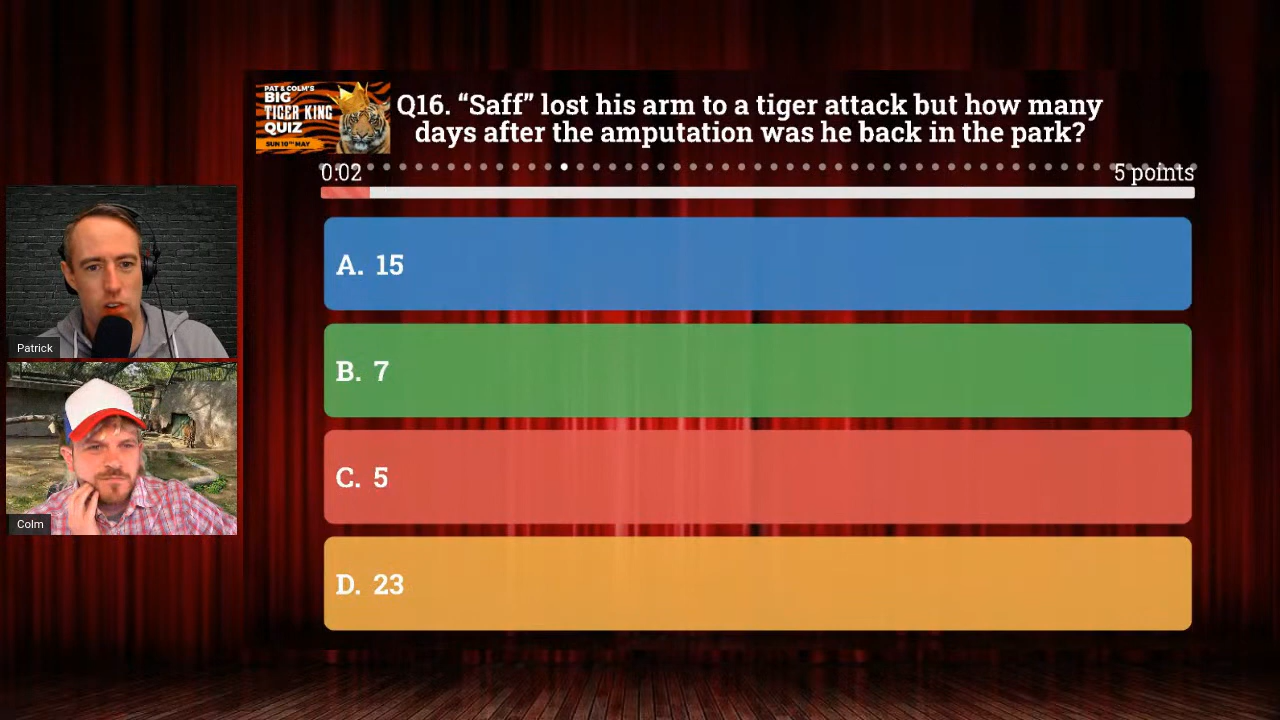 PAT & COLM'S
BIG
TIGER KING
QUIZ
SUN 10TH MAY
Q16. “Saff” lost his arm to a tiger attack but how many
days after the amputation was he back in the park?
0:02
5 points
A. 15
B. 7
C. 5
D. 23
Patrick
Colm